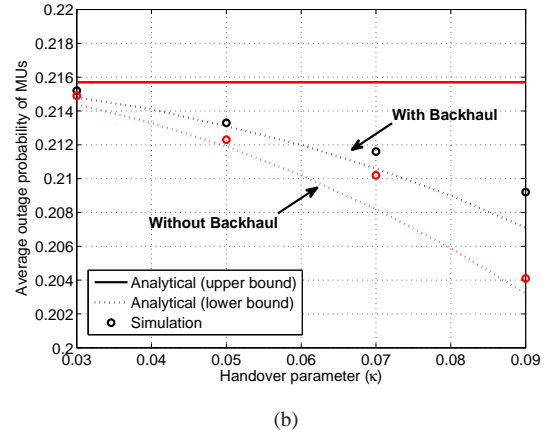 0.22
0.218
0.216
0.214
0.212
0.21
0.208
0.206
0.204
0.202
0.2
Average outage probability of MUs
With Backhaul
Without Backhaul
Analytical (upper bound)
Analytical (lower bound)
Simulation
0.03 0.04 0.05 0.06 0.07 0.08 0.09
Handover parameter (κ)
(b)